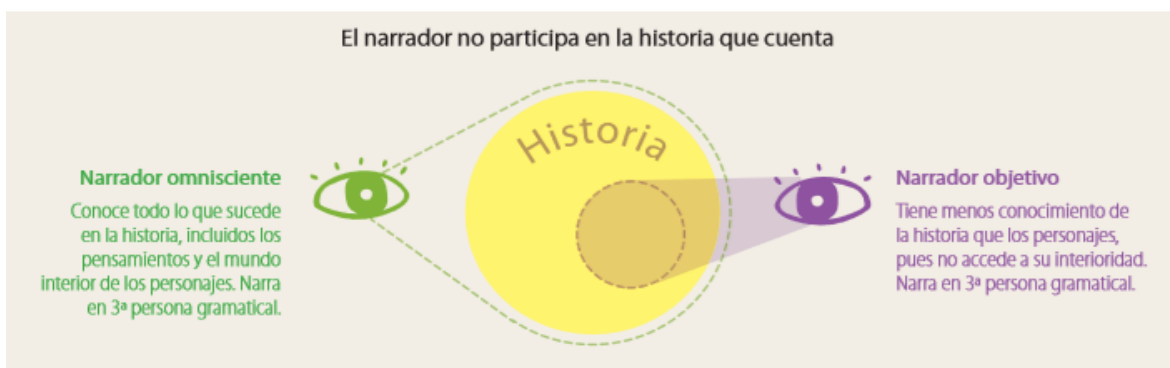 El narrador no participa en la historia que cuenta
Historia
Narrador omnisciente
Conoce todo lo que sucede
en la historia, incluidos los
pensamientos y el mundo
interior de los personajes. Narra
en 3ª persona gramatical.
Narrador objetivo
Tiene menos conocimiento de
la historia que los personajes,
pues no accede a su interioridad.
Narra en 3ª persona gramatical.